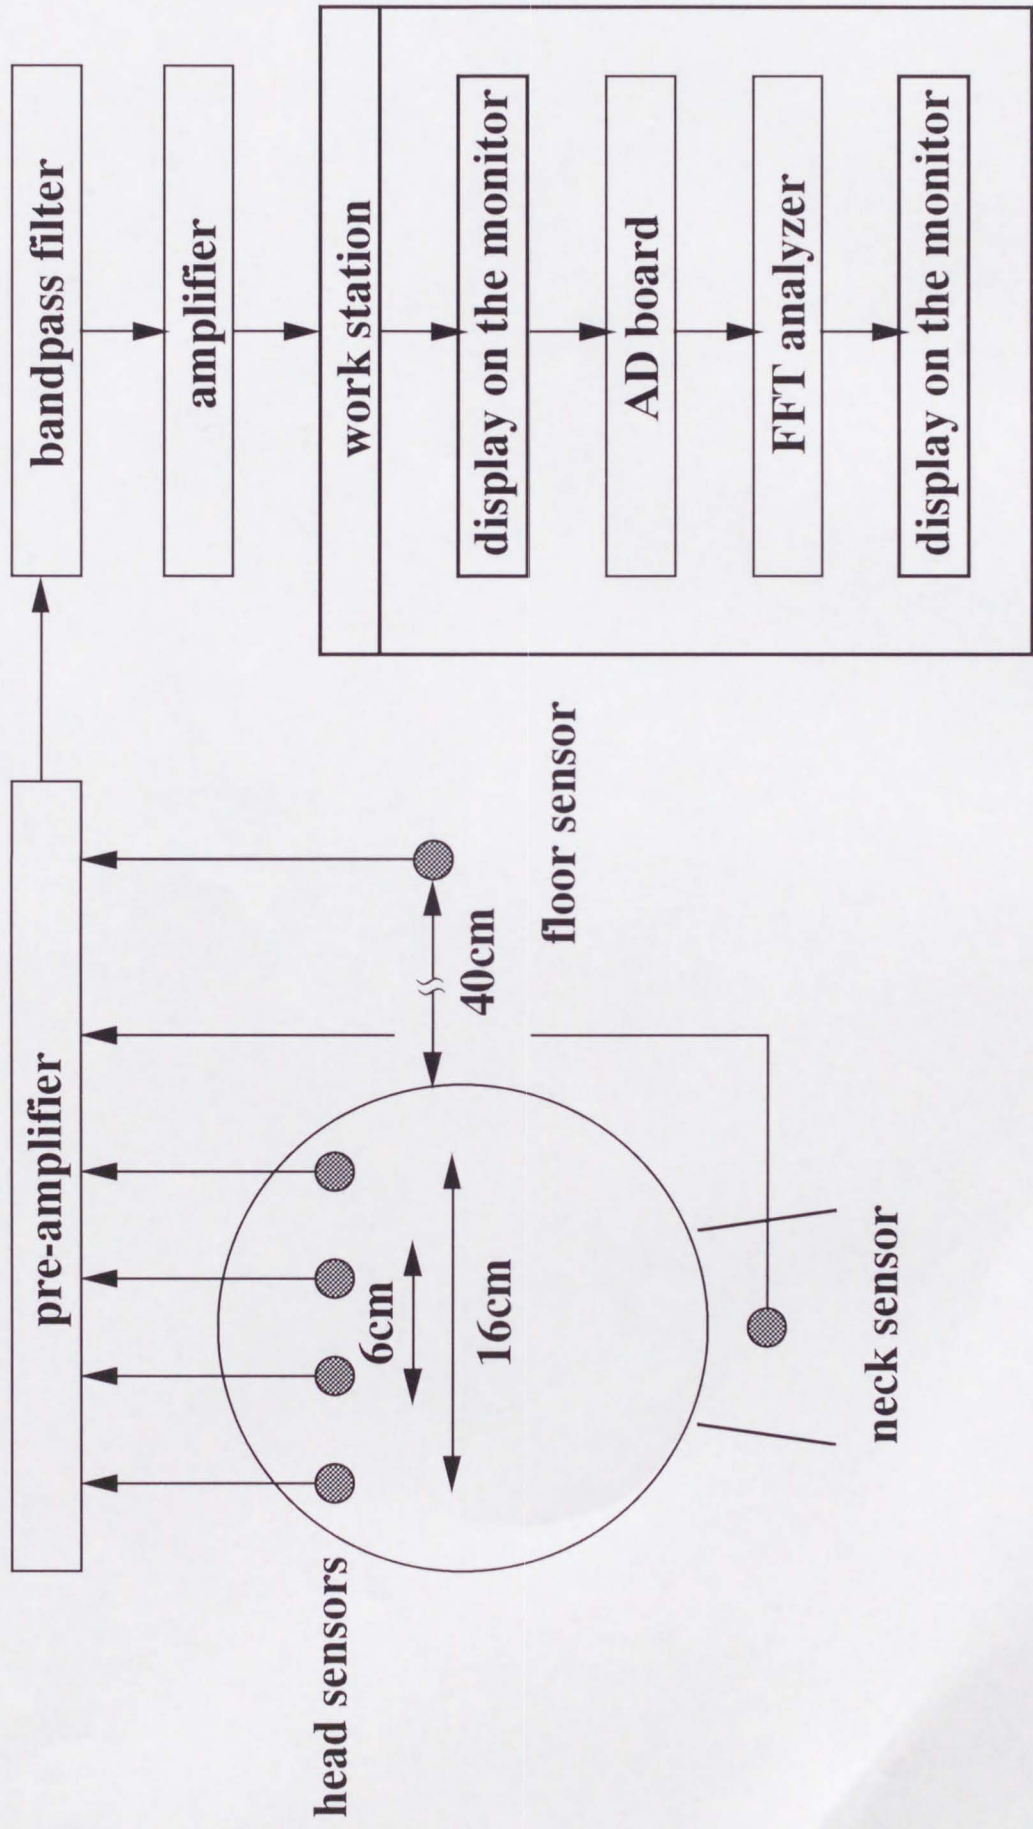 pre-amplifier
bandpass filter
amplifier
work station
display on the monitor
AD board
FFT analyzer
display on the monitor
head sensors
6cm
16cm
40cm
floor sensor
neck sensor